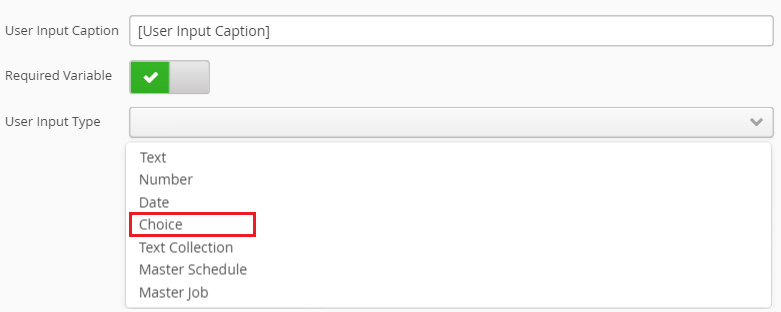 User Input Caption [User Input Caption]
Required Variable
User Input Type
Text
Number
Date
Choice
Text Collection
Master Schedule
Master Job